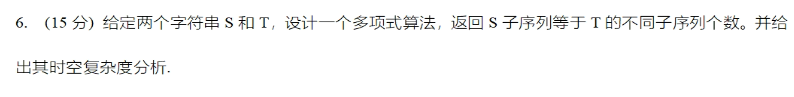 6. (15 分) 给定两个字符串 S 和 T，设计一个多项式算法，返回 S 子序列等于 T 的不同子序列个数。并给
出其时空复杂度分析.